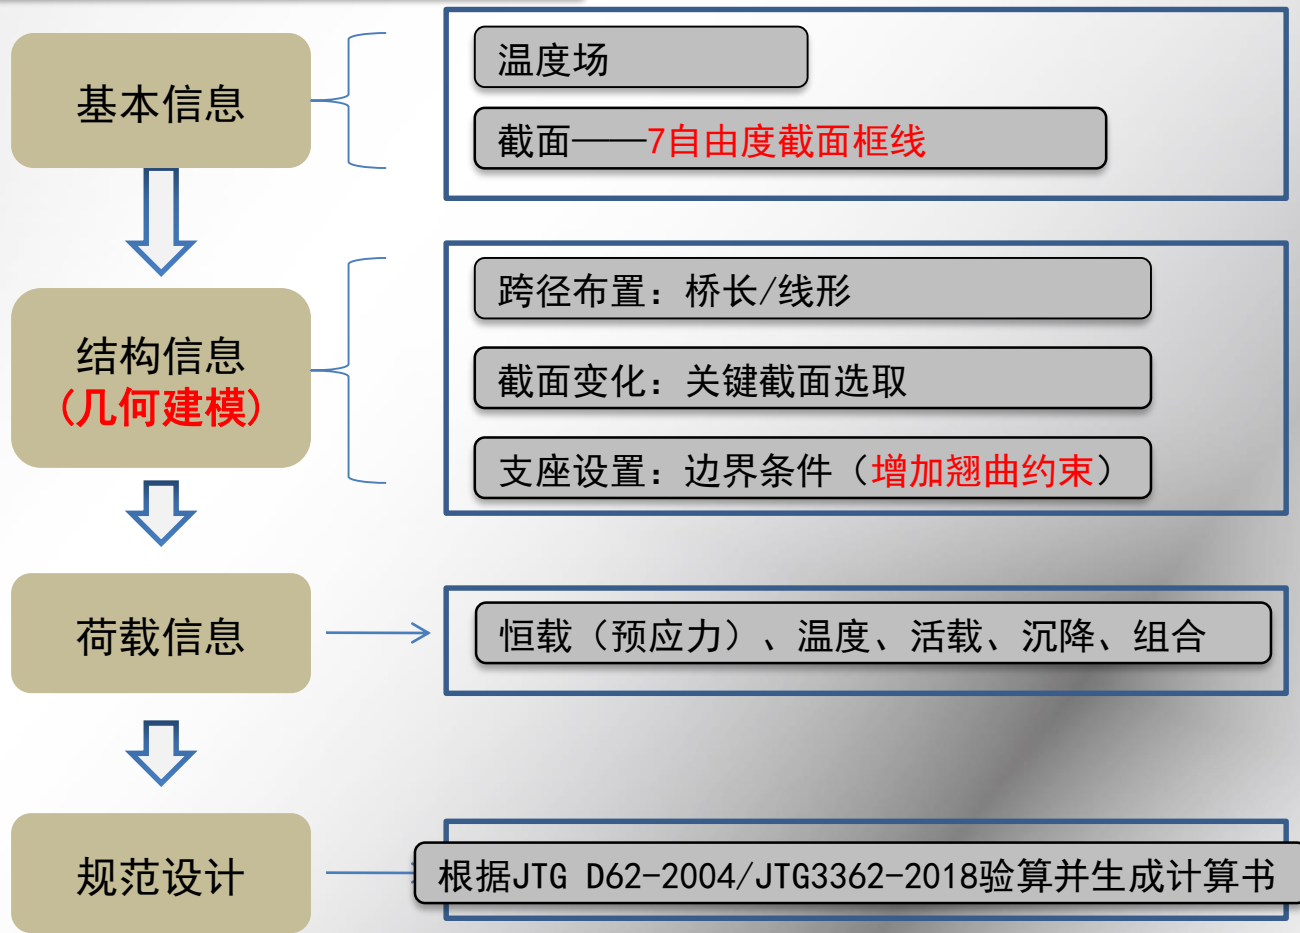 基本信息
温度场
截面——7自由度截面框线
结构信息
(几何建模)
跨径布置：桥长/线形
截面变化：关键截面选取
支座设置：边界条件（增加翘曲约束）
荷载信息
恒载（预应力）、温度、活载、沉降、组合
规范设计
根据JTG D62-2004/JTG3362-2018验算并生成计算书